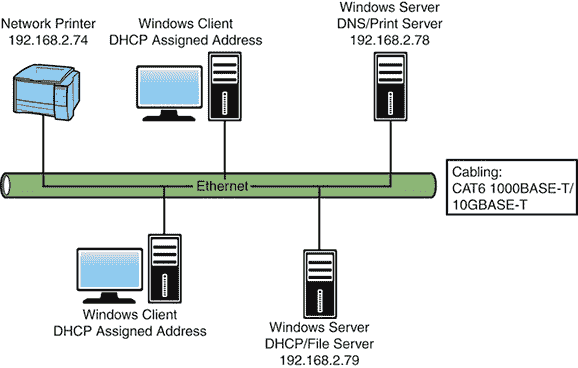 Network Printer
192.168.2.74
Windows Client
DHCP Assigned Address
Windows Server
DNS/Print Server
192.168.2.78
Ethernet
Cabling:
CAT6 1000BASE-T/
10GBASE-T
Windows Client
DHCP Assigned Address
Windows Server
DHCP/File Server
192.168.2.79